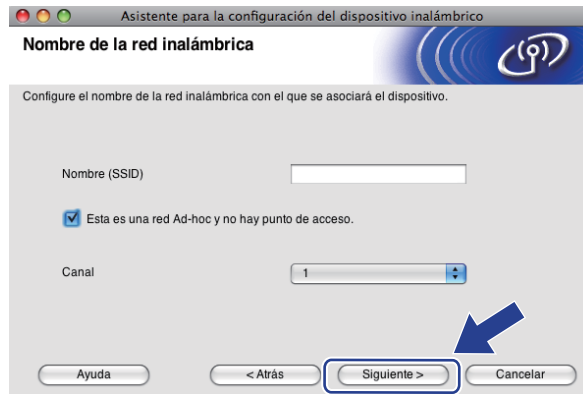 Asistente para la configuración del dispositivo inalámbrico
Nombre de la red inalámbrica
Configure el nombre de la red inalámbrica con el que se asociará el dispositivo.
Nombre (SSID)
Esta es una red Ad-hoc y no hay punto de acceso.
Canal 1
Ayuda < Atrás Siguiente > Cancelar